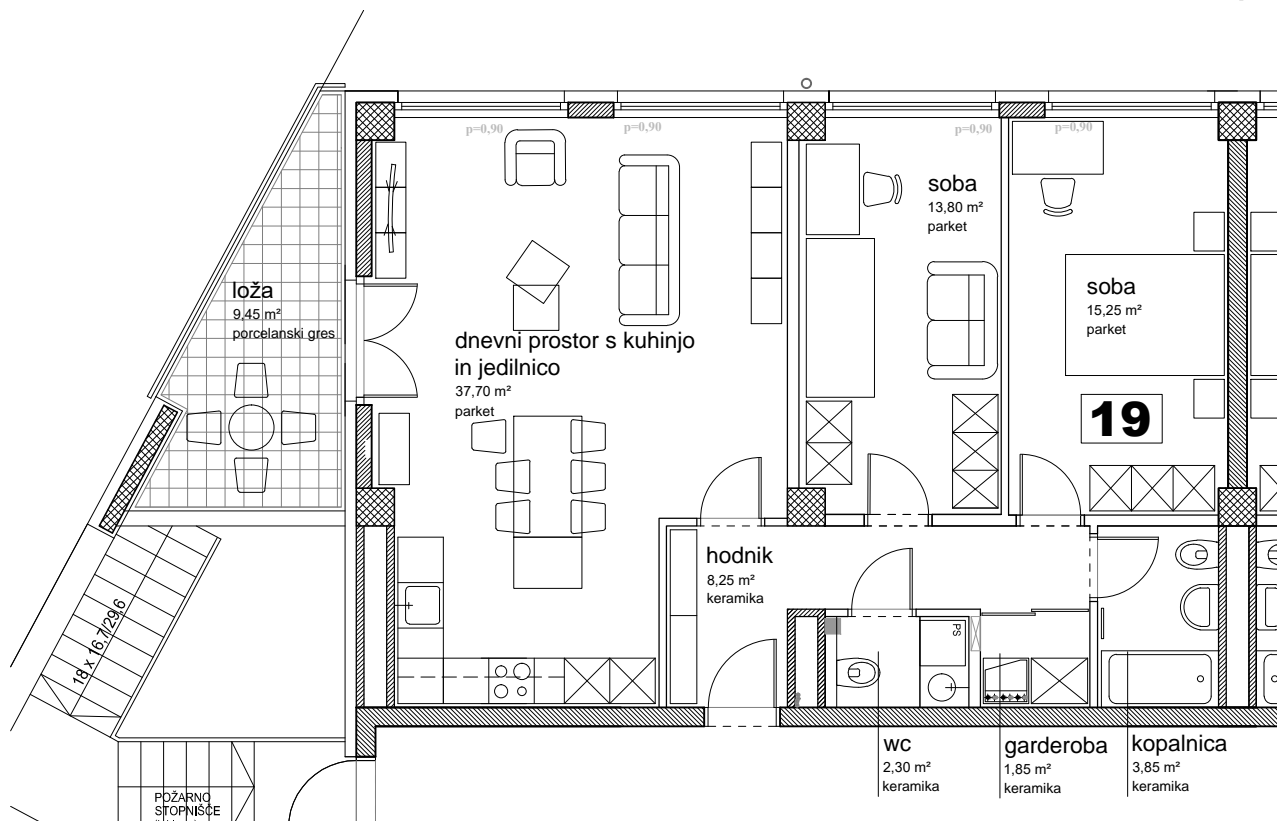 p=0,90
p=0,90
p=0,90
p=0,90
soba
13,80 m²
parket
loža
9,45 m²
porcelanski gres
soba
15,25 m²
parket
dnevni prostor s kuhinjo
in jedilnico
37,70 m²
parket
19
hodnik
8,25 m²
keramika
PS
18 x 16,7/29,6
wc
2,30 m²
keramika
garderoba
1,85 m²
keramika
kopalnica
3,85 m²
keramika
POŽARNO
STOPNIŠČE